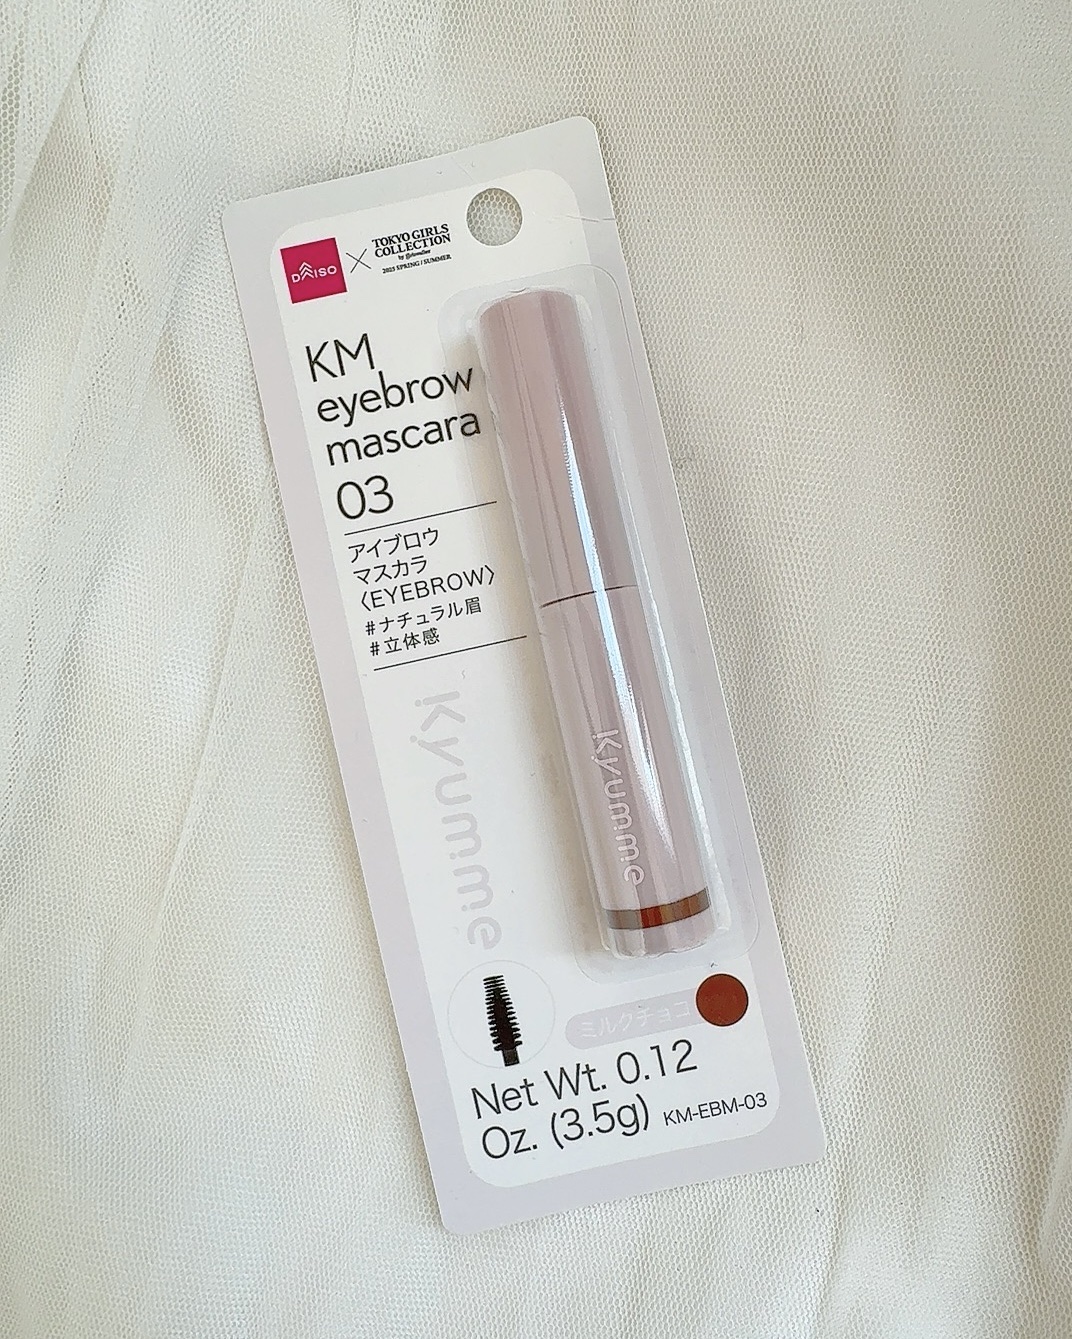 DAISO
TOKYO GIRLS
COLLECTION
2025 SPRING / SUMMER
KM
eyebrow
mascara
03
アイブロウ
マスカラ
〈EYEBROW〉
#ナチュラル眉
#立体感
Kyumme
Kyumme
ミルクチョコ
Net Wt. 0.12
Oz. (3.5g)
KM-EBM-03